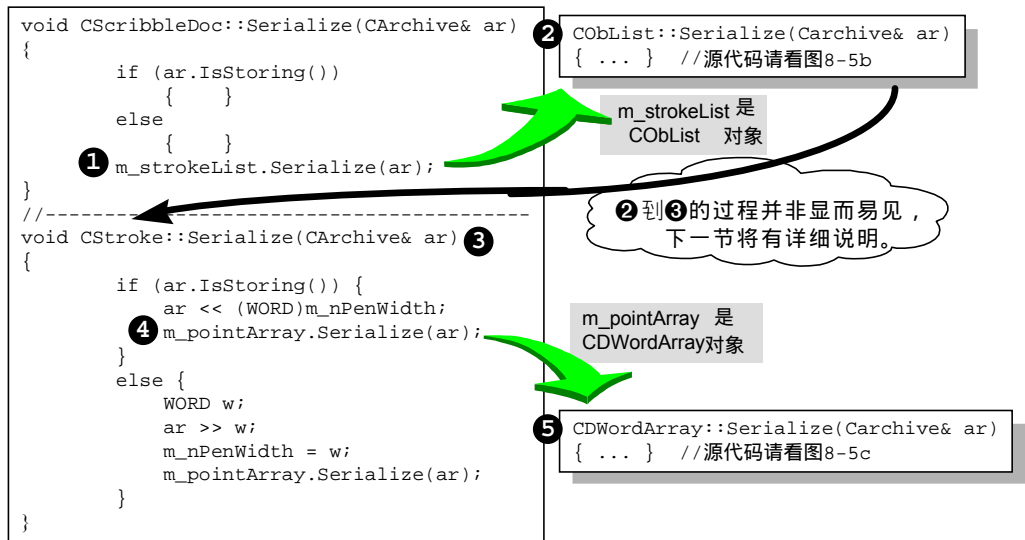 void CScribbleDoc::Serialize(CArchive& ar)
{
if (ar.IsStoring())
{ }
else
{ }
❶ m_strokeList.Serialize(ar);
}
//-----------------------------------------
void CStroke::Serialize(CArchive& ar) ❸
{
if (ar.IsStoring()) {
ar << (WORD)m_nPenWidth;
❹ m_pointArray.Serialize(ar);
}
else {
WORD w;
ar >> w;
m_nPenWidth = w;
m_pointArray.Serialize(ar);
}
}
❷ CObList::Serialize(Carchive& ar)
{ ... } //源代码请看图8-5b
m_strokeList 是
CObList 对象
❷到❸的过程并非显而易见，
下一节将有详细说明。
m_pointArray 是
CDWordArray对象
❺ CDWordArray::Serialize(Carchive& ar)
{ ... } //源代码请看图8-5c